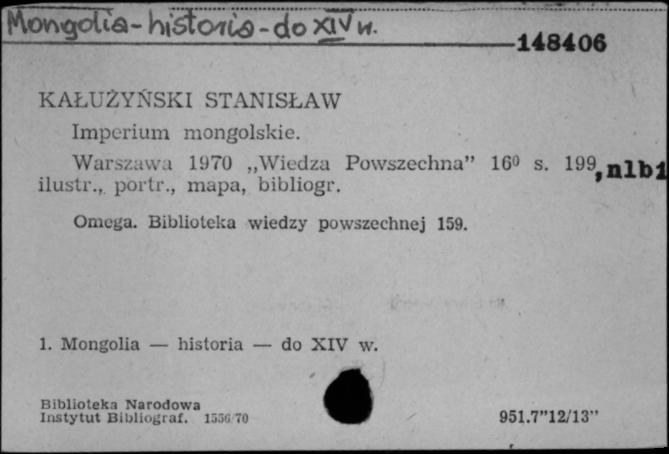 Mongolia - historia - do XIV w.
148406
KAŁUŻYŃSKI STANISŁAW
Imperium mongolskie.
Warszawa 1970 „Wiedza Powszechna” 16⁰ s. 199, nlb1
ilustr., portr., mapa, bibliogr.
Omega. Biblioteka wiedzy powszechnej 159.
1. Mongolia — historia — do XIV w.
Biblioteka Narodowa
Instytut Bibliograf. 1556/70
951.7”12/13”